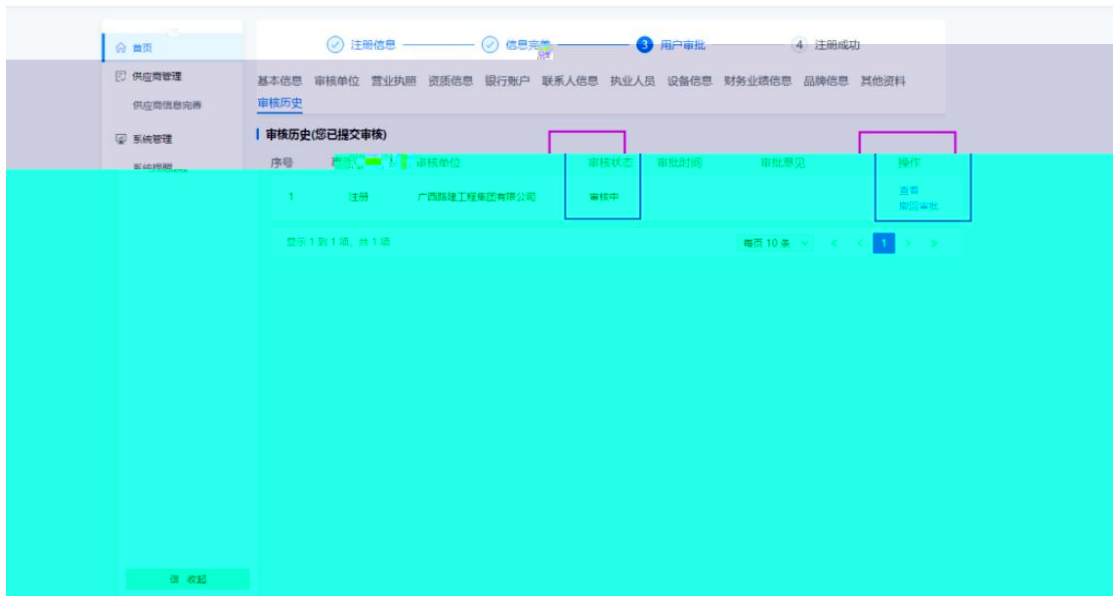 首页
注册信息 信息完善 3 用户审批 4 注册成功
供应商管理
基本信息 审核单位 营业执照 资质信息 银行账户 联系人信息 执业人员 设备信息 财务业绩信息 品牌信息 其他资料
供应商信息完善
审核历史
系统管理
审核历史(您已提交审核)
系统提醒
序号 审核单位 审核状态 审批时间 审批意见 操作
1 注册 广西路建工程集团有限公司 审核中 查看
撤回审批
显示 1 到 1 项,共 1 项 每页 10 条 « ‹ 1 › »
收起